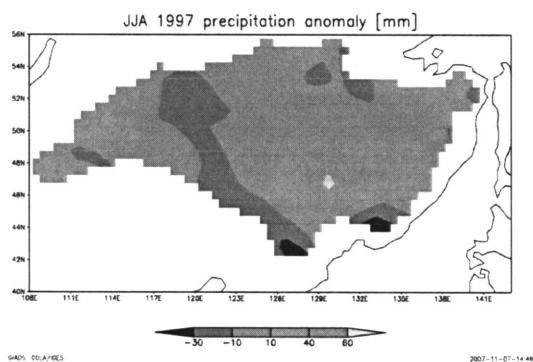 JJA 1997 precipitation anomaly [mm]
56N
54N
52N
50N
48N
46N
44N
42N
40N
108E 111E 114E 117E 120E 123E 126E 129E 132E 135E 138E 141E
-30 -10 10 40 60
GrADS: COLA/IGES 2007-11-07-14:46